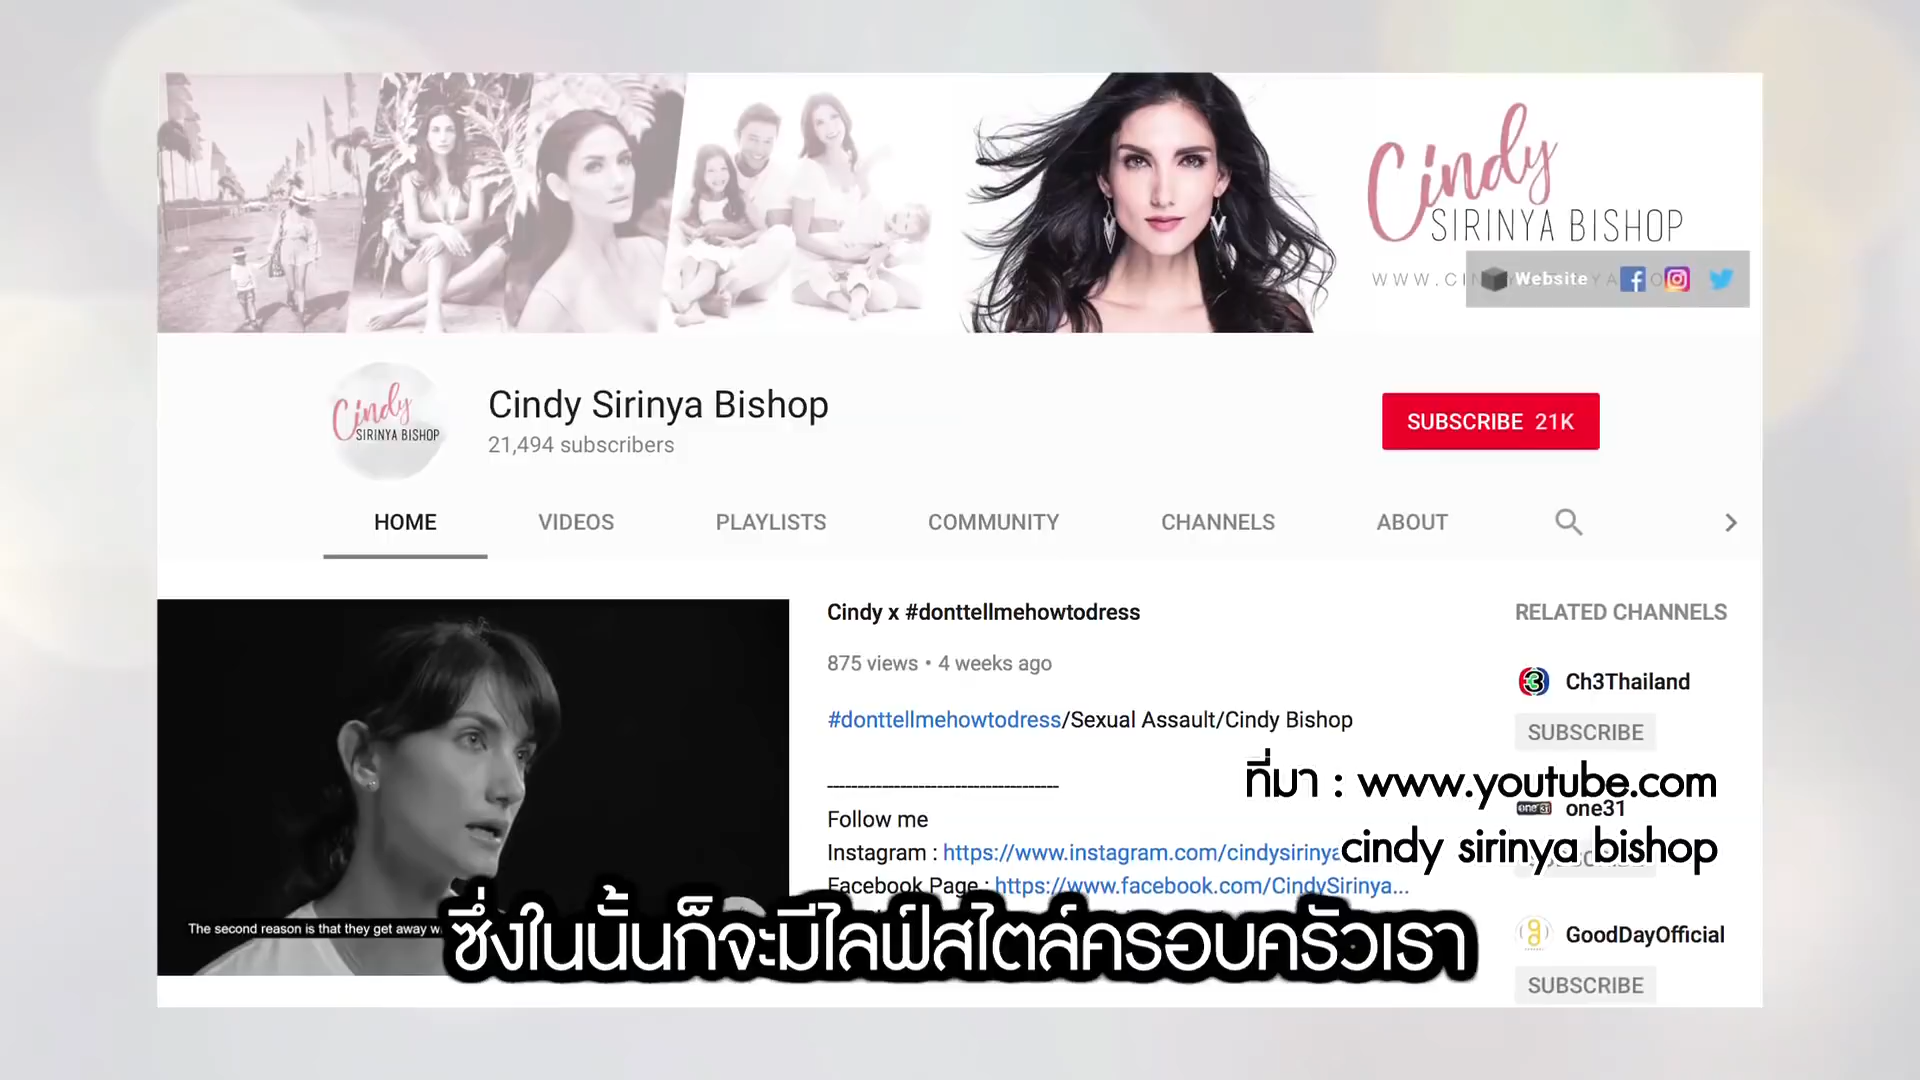 Cindy
SIRINYA BISHOP
Website
Cindy
SIRINYA BISHOP
Cindy Sirinya Bishop
21,494 subscribers
SUBSCRIBE 21K
HOME VIDEOS PLAYLISTS COMMUNITY CHANNELS ABOUT
Cindy x #donttellmehowtodress
875 views • 4 weeks ago
#donttellmehowtodress/Sexual Assault/Cindy Bishop
Follow me
Instagram : https://www.instagram.com/cindysirinya
Facebook Page : https://www.facebook.com/CindySirinya...
The second reason is that they get away
RELATED CHANNELS
Ch3Thailand
SUBSCRIBE
ที่มา : www.youtube.com
one31
cindy sirinya bishop
GoodDayOfficial
SUBSCRIBE
ซึ่งในนั้นก็จะมีไลฟ์สไตล์ครอบครัวเรา